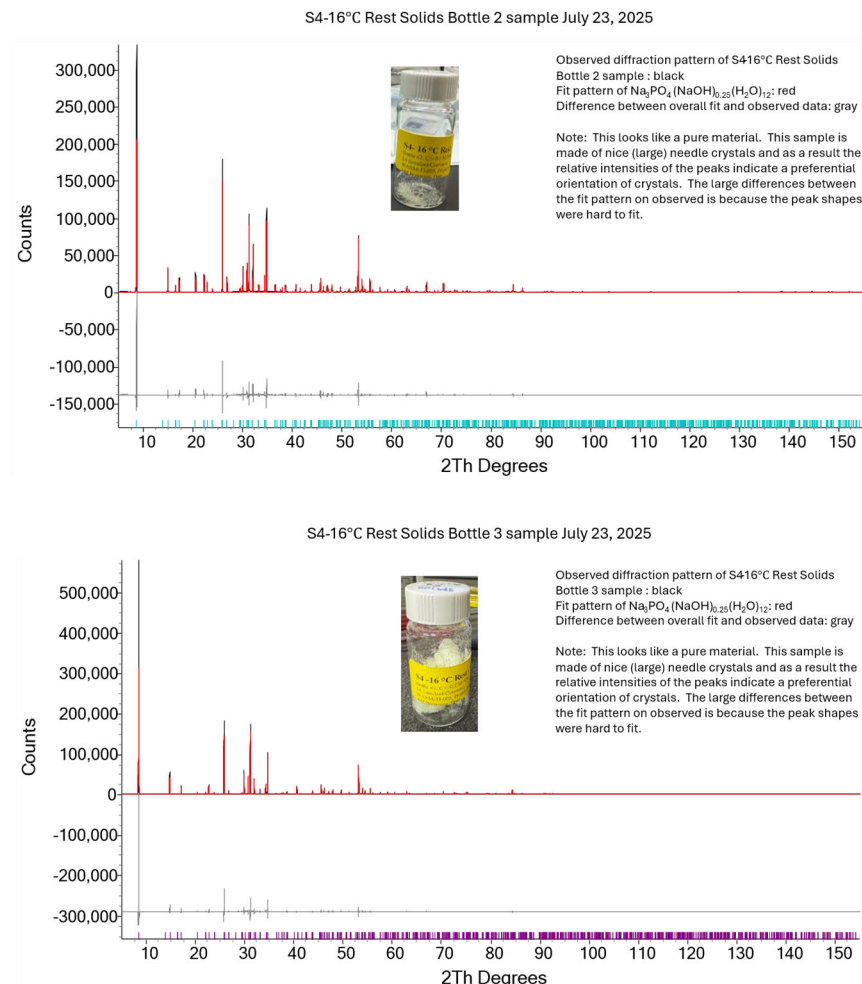 S4-16°C Rest Solids Bottle 2 sample July 23, 2025
Observed diffraction pattern of S4-16°C Rest Solids
Bottle 2 sample : black
Fit pattern of Na₃PO₄(NaOH)₀.₂₅(H₂O)₁₂: red
Difference between overall fit and observed data: gray
Note: This looks like a pure material. This sample is
made of nice (large) needle crystals and as a result the
relative intensities of the peaks indicate a preferential
orientation of crystals. The large differences between
the fit pattern on observed is because the peak shapes
were hard to fit.
S4- 16 °C Re
Counts
300,000
250,000
200,000
150,000
100,000
50,000
0
-50,000
-100,000
-150,000
10 20 30 40 50 60 70 80 90 100 110 120 130 140 150
2Th Degrees
S4-16°C Rest Solids Bottle 3 sample July 23, 2025
Observed diffraction pattern of S4-16°C Rest Solids
Bottle 3 sample : black
Fit pattern of Na₃PO₄(NaOH)₀.₂₅(H₂O)₁₂: red
Difference between overall fit and observed data: gray
Note: This looks like a pure material. This sample is
made of nice (large) needle crystals and as a result the
relative intensities of the peaks indicate a preferential
orientation of crystals. The large differences between
the fit pattern on observed is because the peak shapes
were hard to fit.
S4 -16 °C Re
Counts
500,000
400,000
300,000
200,000
100,000
0
-100,000
-200,000
-300,000
10 20 30 40 50 60 70 80 90 100 110 120 130 140 150
2Th Degrees